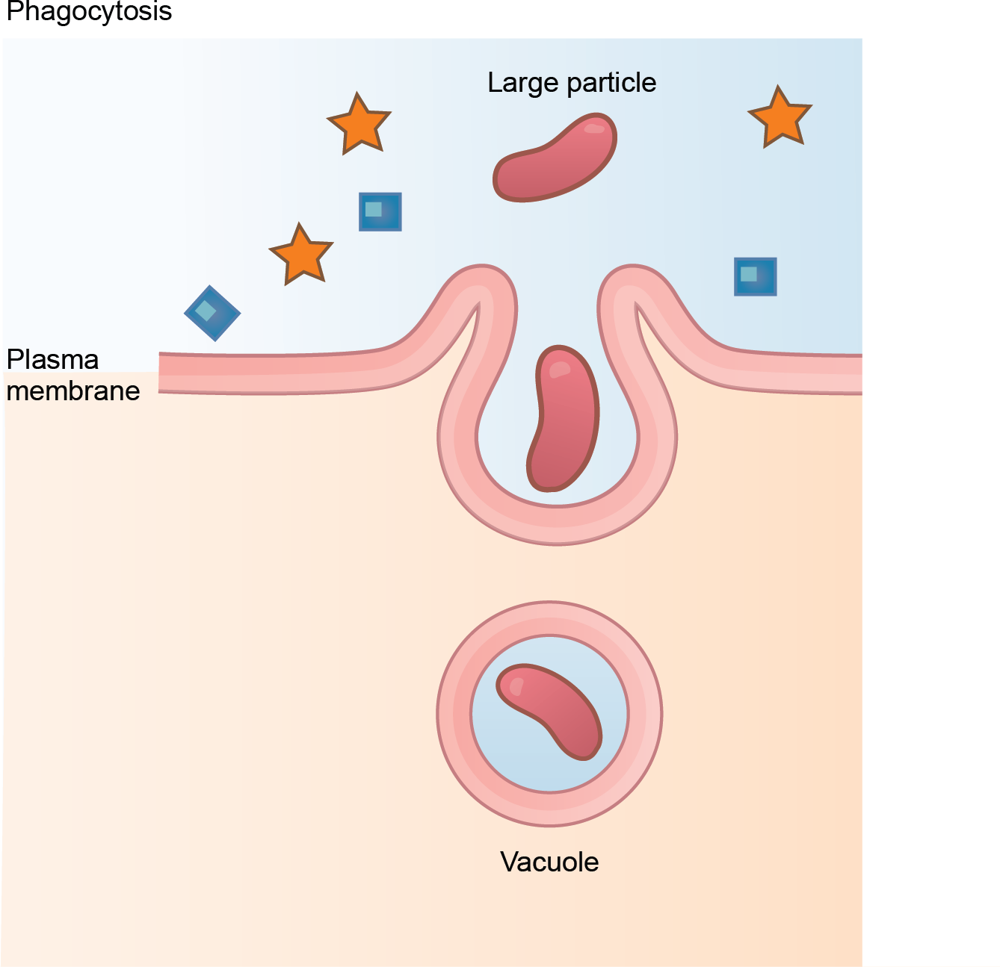 Phagocytosis
Large particle
Plasma
membrane
Vacuole